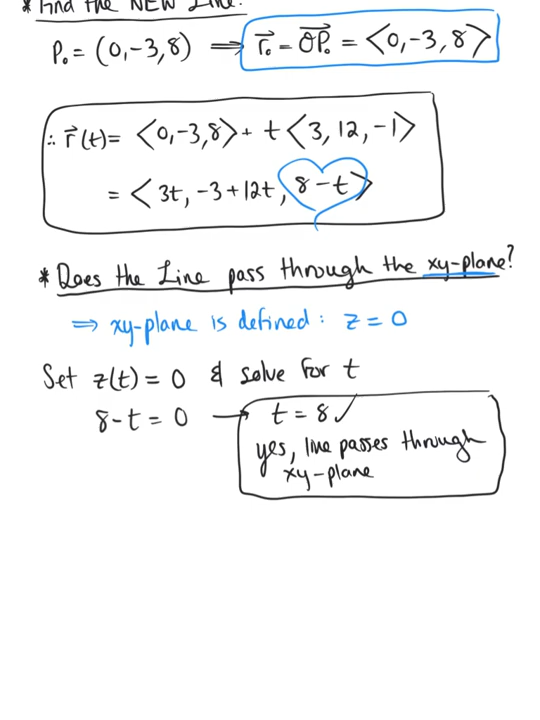 * Find the NEW Line:
P₀ = (0,-3,8) ⟹ r⃗₀ = OP₀⃗ = <0,-3,8>
∴ r⃗(t) = <0,-3,8> + t<3,12,-1>
= <3t, -3+12t, 8-t>
* Does the Line pass through the xy-plane?
⟹ xy-plane is defined: z = 0
Set z(t) = 0 & solve for t
8-t = 0 → t = 8 ✓
yes, line passes through
xy-plane